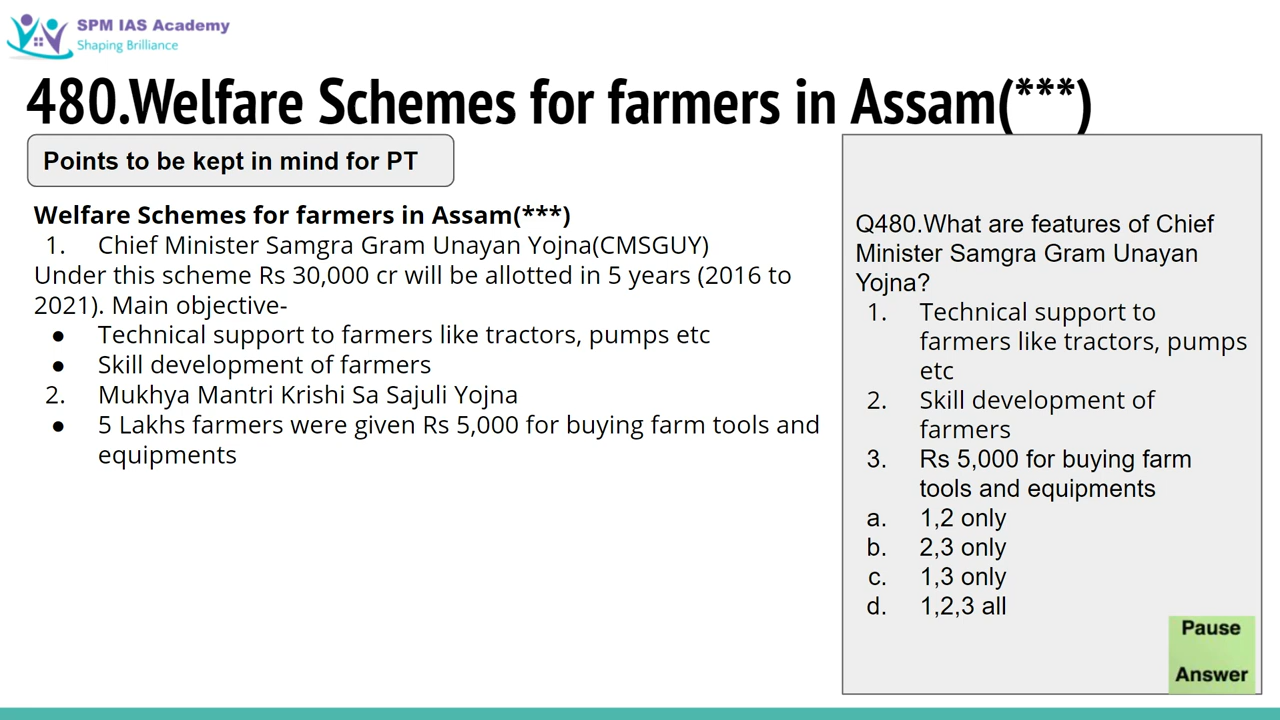 SPM IAS Academy
Shaping Brilliance
480.Welfare Schemes for farmers in Assam(***)
Points to be kept in mind for PT
Welfare Schemes for farmers in Assam(***)
1. Chief Minister Samgra Gram Unayan Yojna(CMSGUY)
Under this scheme Rs 30,000 cr will be allotted in 5 years (2016 to
2021). Main objective-
● Technical support to farmers like tractors, pumps etc
● Skill development of farmers
2. Mukhya Mantri Krishi Sa Sajuli Yojna
● 5 Lakhs farmers were given Rs 5,000 for buying farm tools and
equipments
Q480.What are features of Chief
Minister Samgra Gram Unayan
Yojna?
1. Technical support to
farmers like tractors, pumps
etc
2. Skill development of
farmers
3. Rs 5,000 for buying farm
tools and equipments
a. 1,2 only
b. 2,3 only
c. 1,3 only
d. 1,2,3 all
Pause
Answer